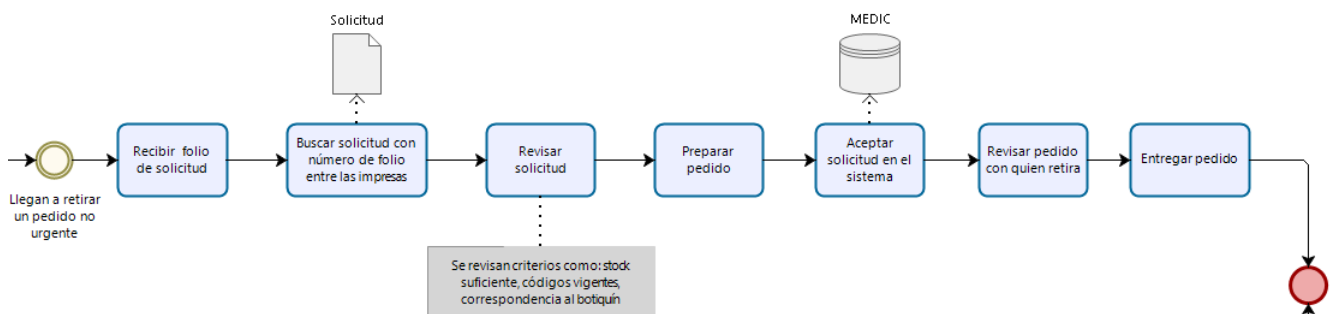 Solicitud
MEDIC
Llegan a retirar
un pedido no
urgente
Recibir folio
de solicitud
Buscar solicitud con
número de folio
entre las impresas
Revisar
solicitud
Preparar
pedido
Aceptar
solicitud en el
sistema
Revisar pedido
con quien retira
Entregar pedido
Se revisan criterios como: stock
suficiente, códigos vigentes,
correspondencia al botiquín